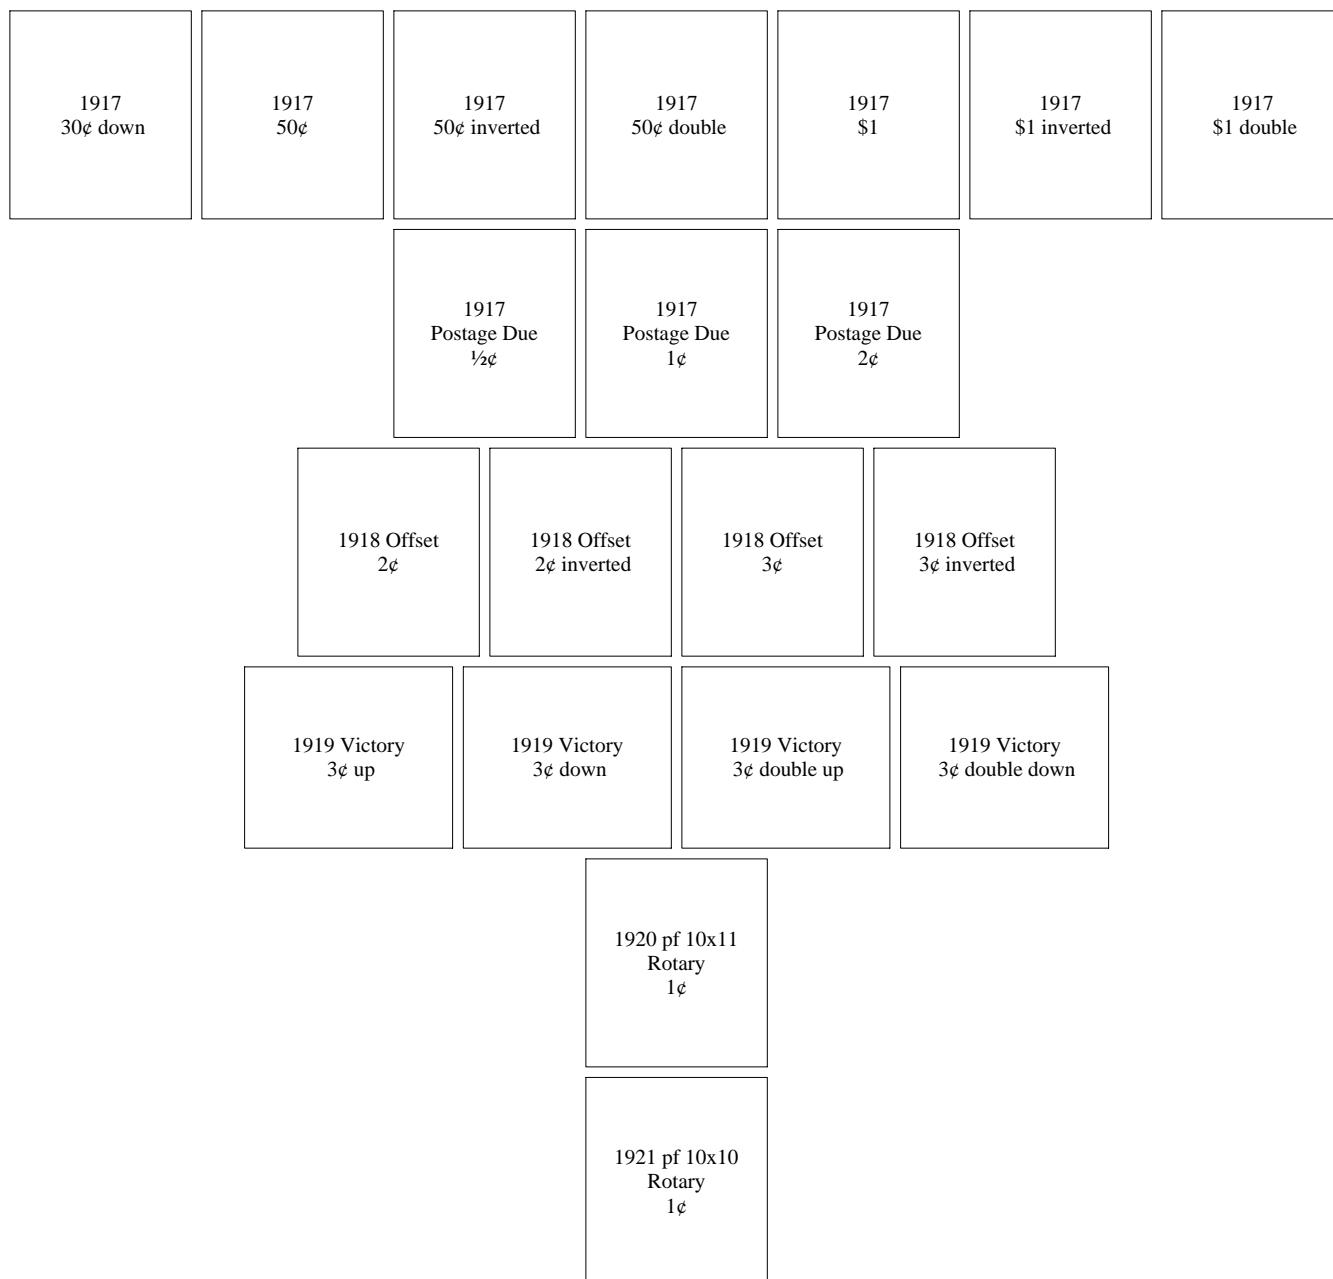 1917
30¢ down
1917
50¢
1917
50¢ inverted
1917
50¢ double
1917
$1
1917
$1 inverted
1917
$1 double
1917
Postage Due
½¢
1917
Postage Due
1¢
1917
Postage Due
2¢
1918 Offset
2¢
1918 Offset
2¢ inverted
1918 Offset
3¢
1918 Offset
3¢ inverted
1919 Victory
3¢ up
1919 Victory
3¢ down
1919 Victory
3¢ double up
1919 Victory
3¢ double down
1920 pf 10x11
Rotary
1¢
1921 pf 10x10
Rotary
1¢